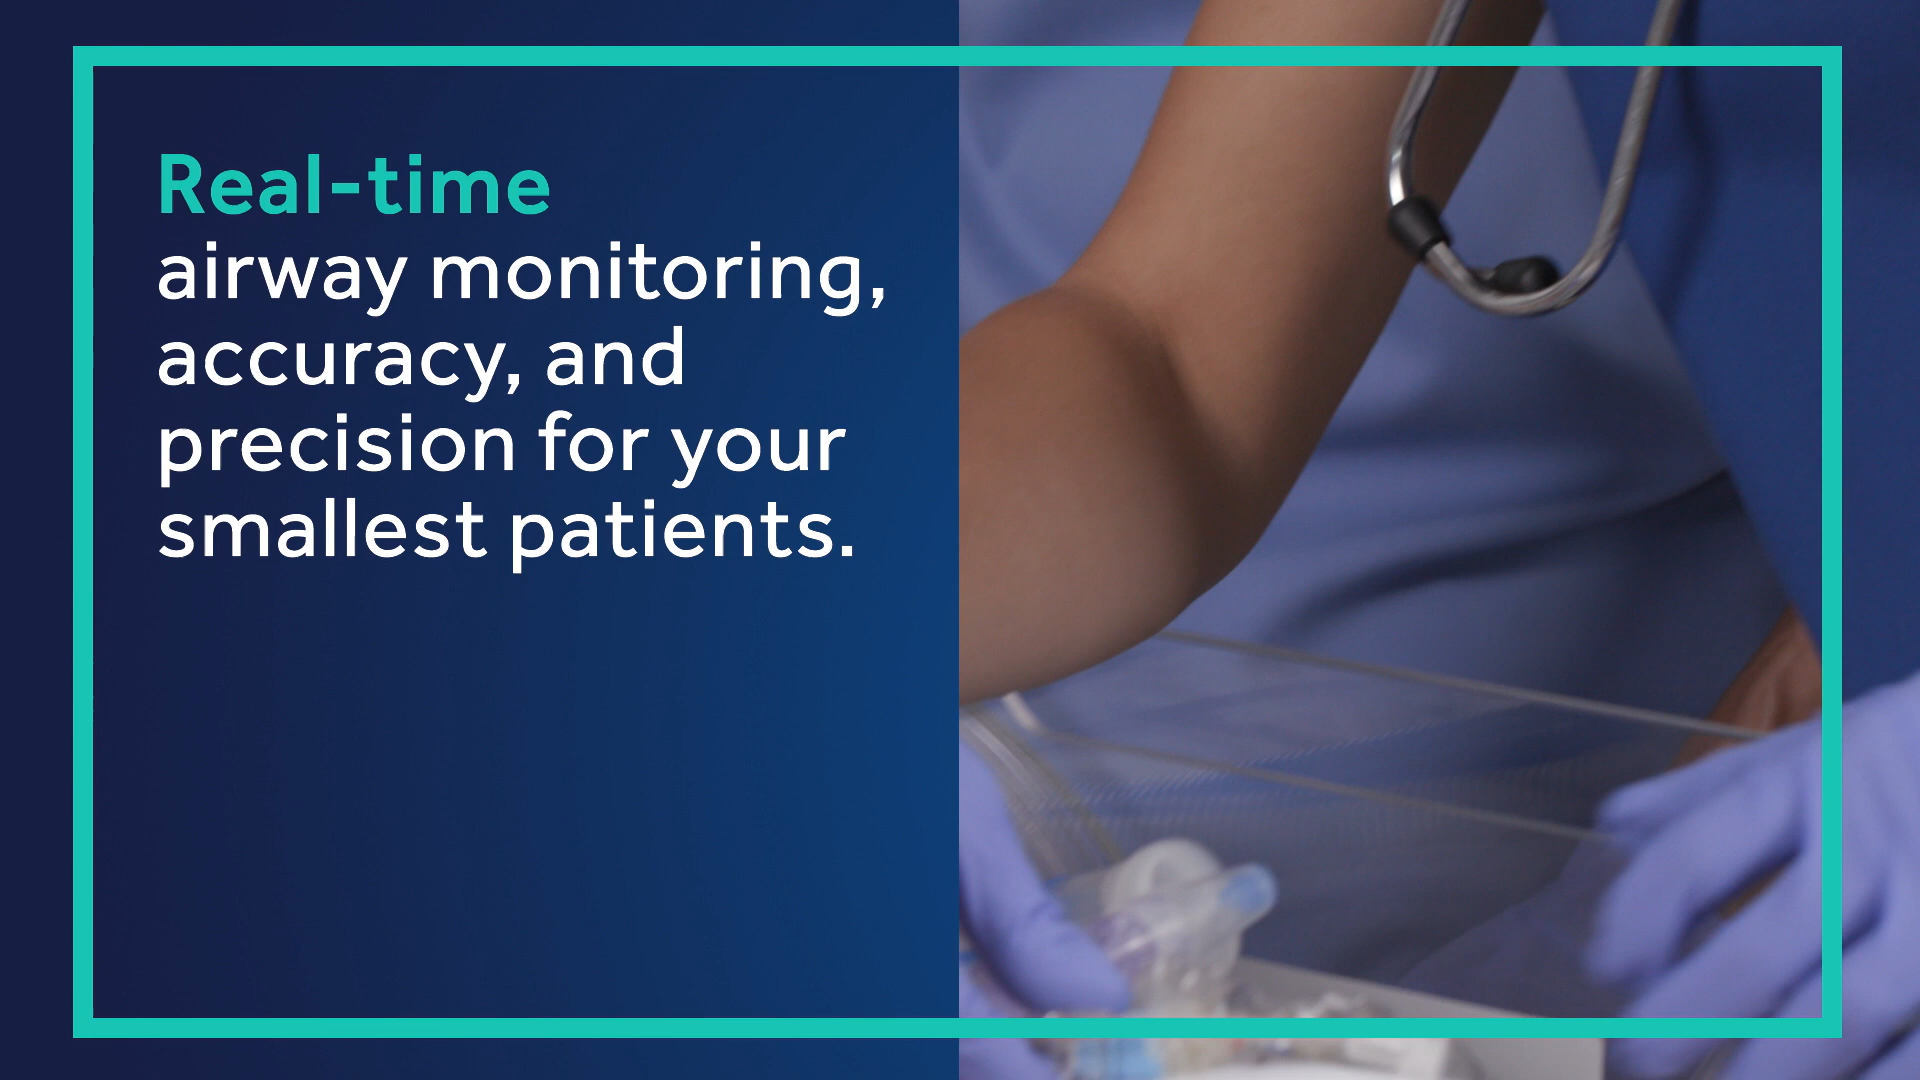 Real-time
airway monitoring,
accuracy, and
precision for your
smallest patients.